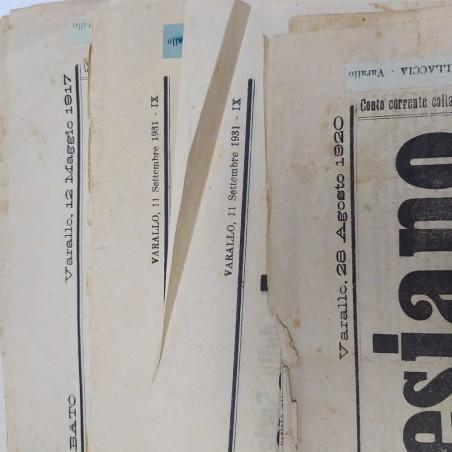 rallo
Varallo, 12 Maggio 1917
BATO
VARALLO, 11 Settembre 1931 - IX
VARALLO, 11 Settembre 1931 - IX
LLACCIA - Varallo
Conto corrente colla
Varallo, 28 Agosto 1920
esiano